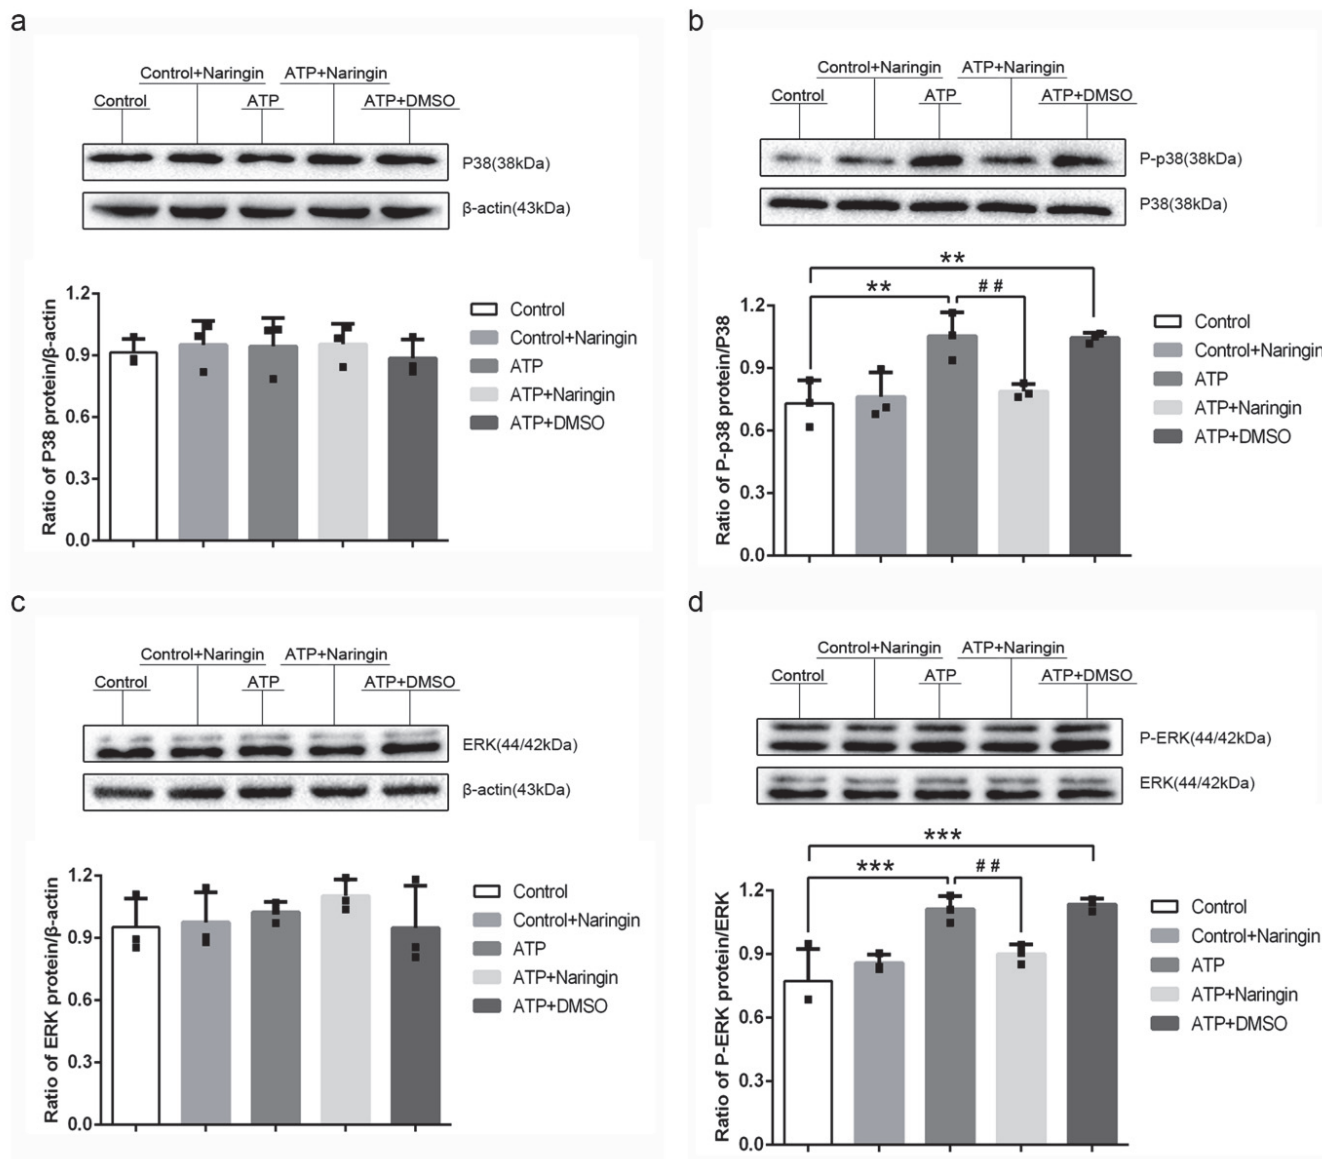 a
Control+Naringin ATP+Naringin
Control ATP ATP+DMSO
P38(38kDa)
β-actin(43kDa)
Ratio of P38 protein/β-actin
1.2
0.9
0.6
0.3
0.0
Control
Control+Naringin
ATP
ATP+Naringin
ATP+DMSO
b
Control+Naringin ATP+Naringin
Control ATP ATP+DMSO
P-p38(38kDa)
P38(38kDa)
**
** ##
Ratio of P-p38 protein/P38
1.2
0.9
0.6
0.3
0.0
Control
Control+Naringin
ATP
ATP+Naringin
ATP+DMSO
c
Control+Naringin ATP+Naringin
Control ATP ATP+DMSO
ERK(44/42kDa)
β-actin(43kDa)
Ratio of ERK protein/β-actin
1.2
0.9
0.6
0.3
0.0
Control
Control+Naringin
ATP
ATP+Naringin
ATP+DMSO
d
Control+Naringin ATP+Naringin
Control ATP ATP+DMSO
P-ERK(44/42kDa)
ERK(44/42kDa)
***
*** ##
Ratio of P-ERK protein/ERK
1.2
0.9
0.6
0.3
0.0
Control
Control+Naringin
ATP
ATP+Naringin
ATP+DMSO